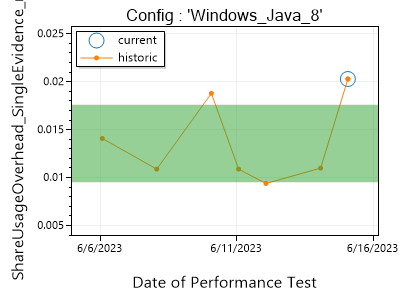 Config : 'Windows_Java_8'
ShareUsageOverhead_SingleEvidence_
current
historic
0.025
0.02
0.015
0.01
0.005
6/6/2023
6/11/2023
6/16/2023
Date of Performance Test